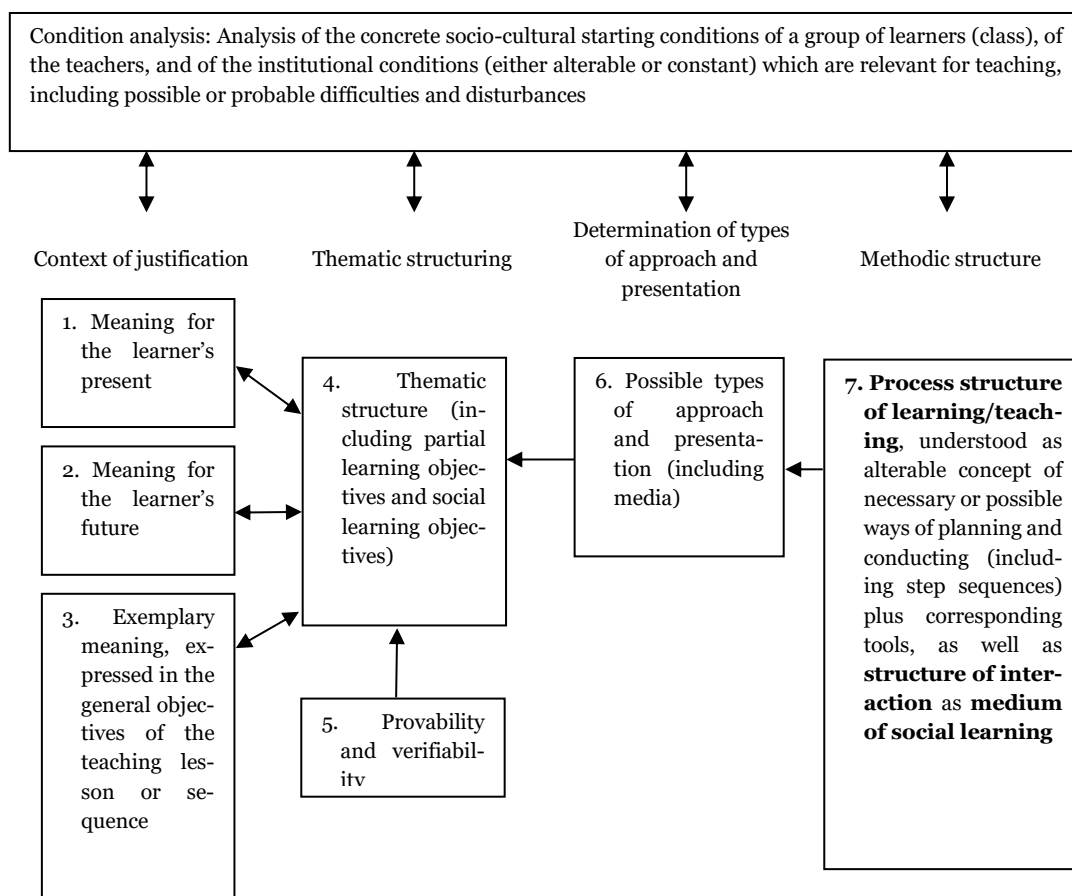 Condition analysis: Analysis of the concrete socio-cultural starting conditions of a group of learners (class), of
the teachers, and of the institutional conditions (either alterable or constant) which are relevant for teaching,
including possible or probable difficulties and disturbances
Context of justification
Thematic structuring
Determination of types
of approach and
presentation
Methodic structure
1. Meaning for
the learner's
present
2. Meaning for
the learner's
future
3. Exemplary
meaning, ex-
pressed in the
general objec-
tives of the
teaching les-
son or se-
quence
4. Thematic
structure (in-
cluding partial
learning objec-
tives and social
learning objec-
tives)
5. Provability
and verifiabil-
ity
6. Possible types
of approach
and presenta-
tion (including
media)
7. Process structure
of learning/teach-
ing, understood as
alterable concept of
necessary or possible
ways of planning and
conducting (includ-
ing step sequences)
plus corresponding
tools, as well as
structure of inter-
action as medium
of social learning